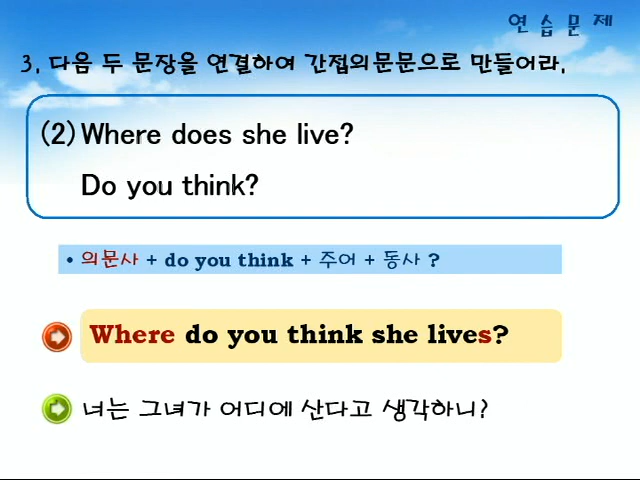 연 습 문 제
3. 다음 두 문장을 연결하여 간접의문문으로 만들어라.
(2) Where does she live?
Do you think?
• 의문사 + do you think + 주어 + 동사 ?
Where do you think she lives?
너는 그녀가 어디에 산다고 생각하니?